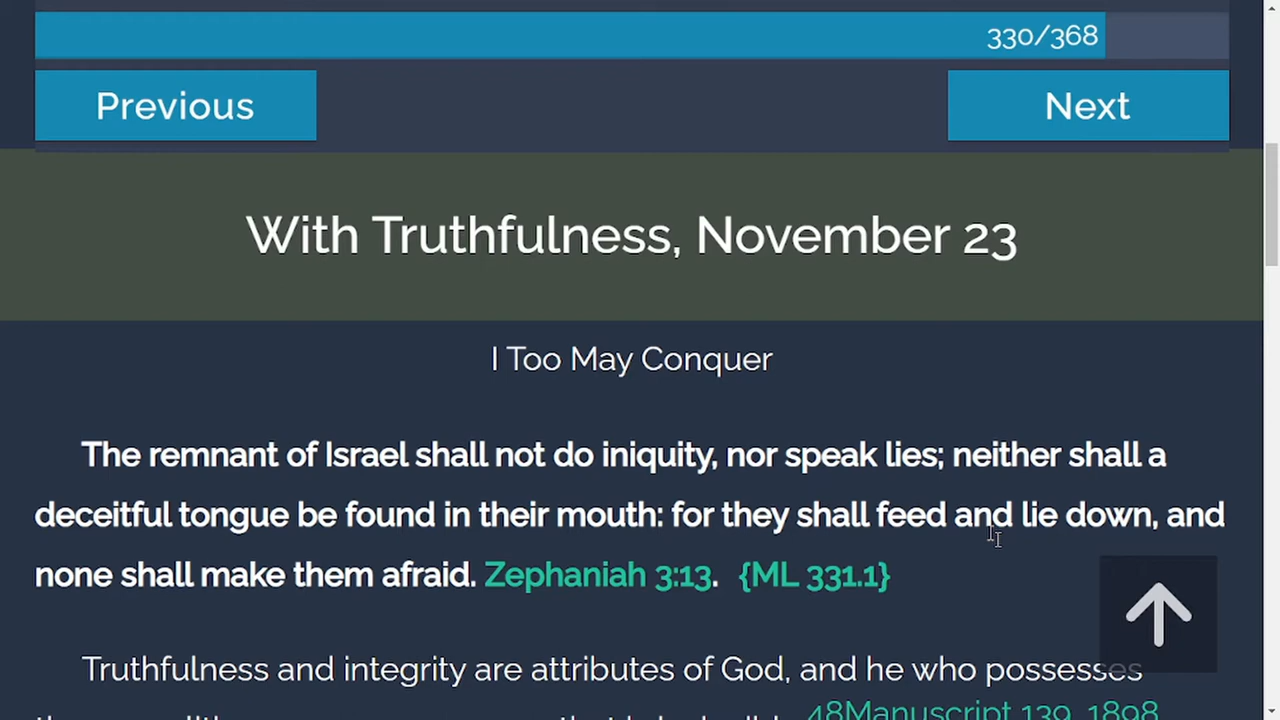 330/368
Previous
Next
With Truthfulness, November 23
I Too May Conquer
The remnant of Israel shall not do iniquity, nor speak lies; neither shall a
deceitful tongue be found in their mouth: for they shall feed and lie down, and
none shall make them afraid. Zephaniah 3:13. {ML 331.1}
Truthfulness and integrity are attributes of God, and he who possesses
48Manuscript 139, 1898